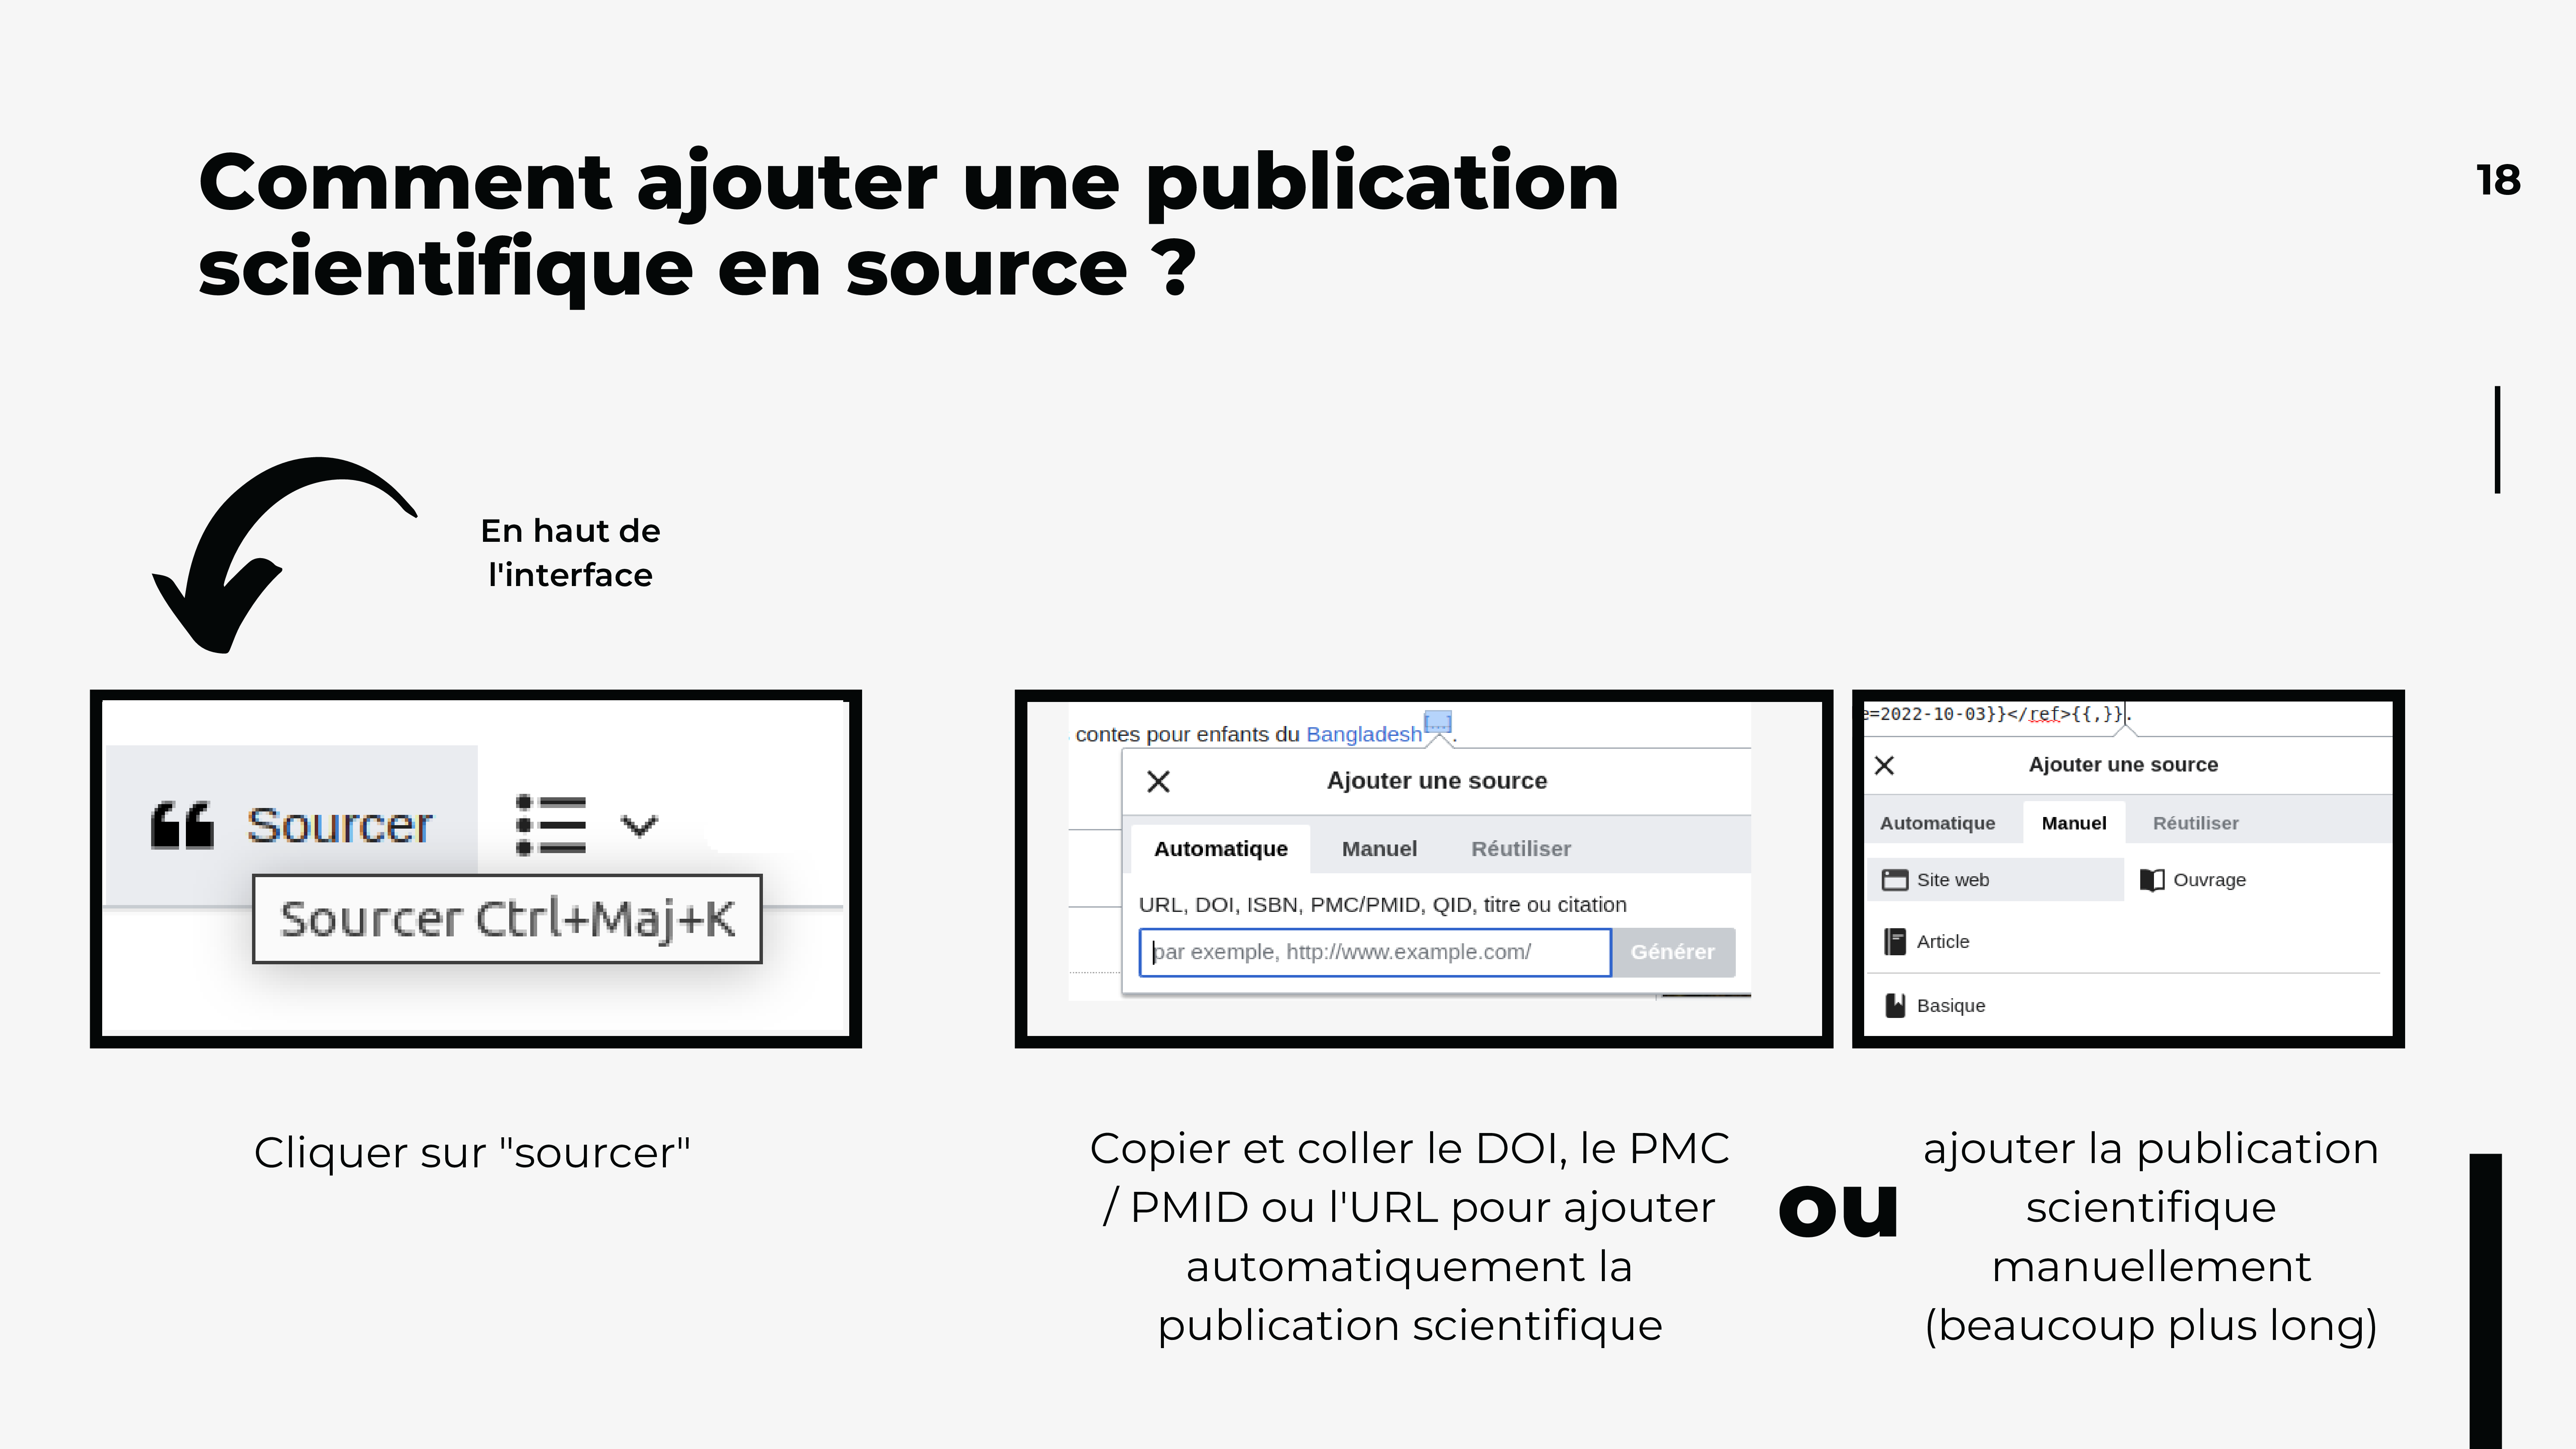 Comment ajouter une publication
scientifique en source ?
18
En haut de
l'interface
Sourcer
Sourcer Ctrl+Maj+K
Cliquer sur "sourcer"
contes pour enfants du Bangladesh[...].
Ajouter une source
Automatique Manuel Réutiliser
URL, DOI, ISBN, PMC/PMID, QID, titre ou citation
par exemple, http://www.example.com/ Générer
Copier et coller le DOI, le PMC
/ PMID ou l'URL pour ajouter
automatiquement la
publication scientifique
ou
e=2022-10-03}}</ref>{{,}}.
Ajouter une source
Automatique Manuel Réutiliser
Site web Ouvrage
Article
Basique
ajouter la publication
scientifique
manuellement
(beaucoup plus long)